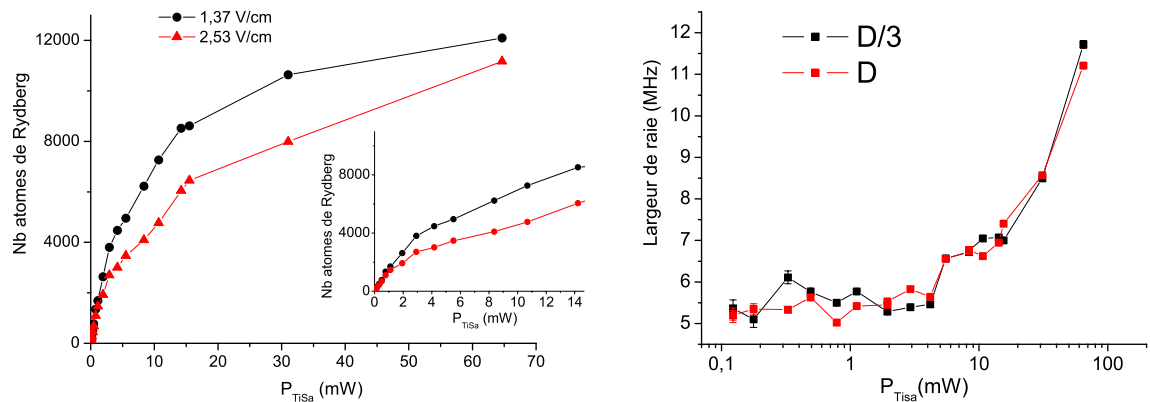 1,37 V/cm
2,53 V/cm
12000
8000
4000
0
Nb atomes de Rydberg
0 10 20 30 40 50 60 70
P_TiSa (mW)
8000
4000
0
Nb atomes de Rydberg
0 2 4 6 8 10 12 14
P_TiSa (mW)
D/3
D
12
11
10
9
8
7
6
5
Largeur de raie (MHz)
0,1 1 10 100
P_Tisa (mW)